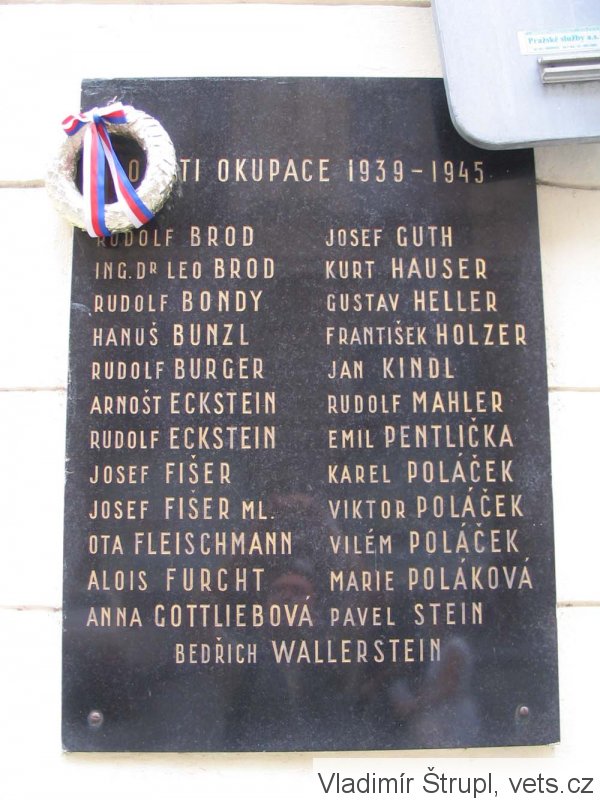 Pražské služby a.s.
OKUPACE 1939-1945
RUDOLF BROD
ING. DR LEO BROD
RUDOLF BONDY
HANUŠ BUNZL
RUDOLF BURGER
ARNOŠT ECKSTEIN
RUDOLF ECKSTEIN
JOSEF FIŠER
JOSEF FIŠER ML.
OTA FLEISCHMANN
ALOIS FURCHT
ANNA GOTTLIEBOVÁ
JOSEF GUTH
KURT HAUSER
GUSTAV HELLER
FRANTIŠEK HOLZER
JAN KINDL
RUDOLF MAHLER
EMIL PENTLIČKA
KAREL POLÁČEK
VIKTOR POLÁČEK
VILÉM POLÁČEK
MARIE POLÁKOVÁ
PAVEL STEIN
BEDŘICH WALLERSTEIN
Vladimír Štrupl, vets.cz